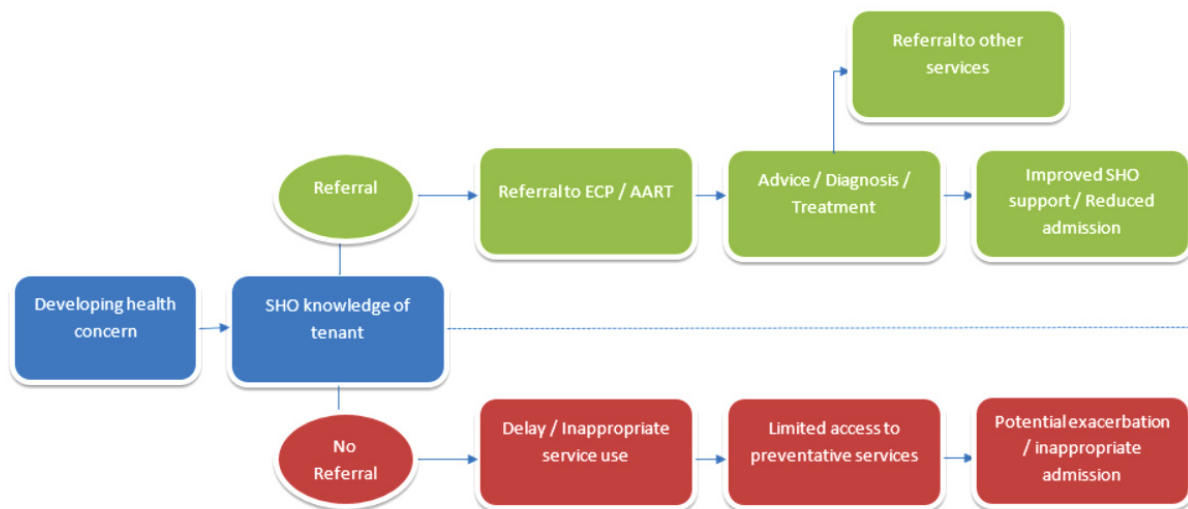 Referral to other
services
Referral
Referral to ECP / AART
Advice / Diagnosis /
Treatment
Improved SHO
support / Reduced
admission
Developing health
concern
SHO knowledge of
tenant
No
Referral
Delay / Inappropriate
service use
Limited access to
preventative services
Potential exacerbation
/ inappropriate
admission